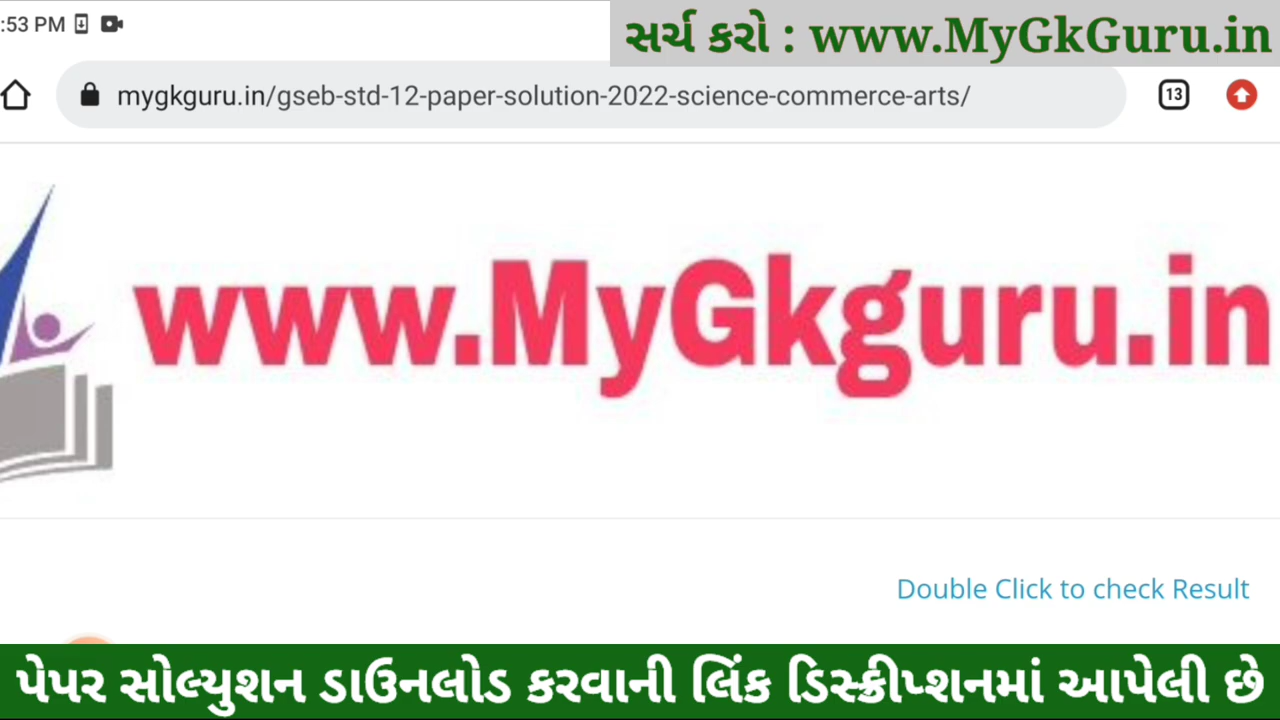 :53 PM
સર્ચ કરો : www.MyGkGuru.in
mygkguru.in/gseb-std-12-paper-solution-2022-science-commerce-arts/
13
www.MyGkguru.in
Double Click to check Result
પેપર સોલ્યુશન ડાઉનલોડ કરવાની લિંક ડિસ્ક્રીપ્શનમાં આપેલી છે